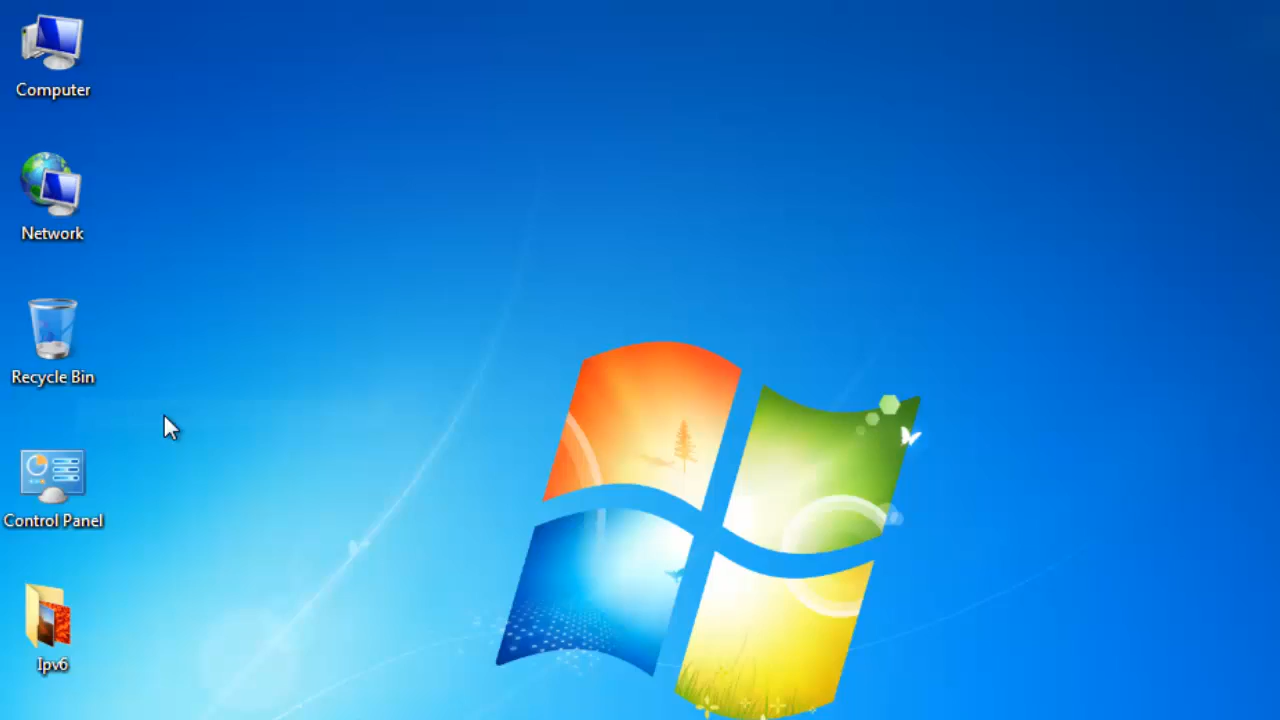 Computer
Network
Recycle Bin
Control Panel
Ipv6